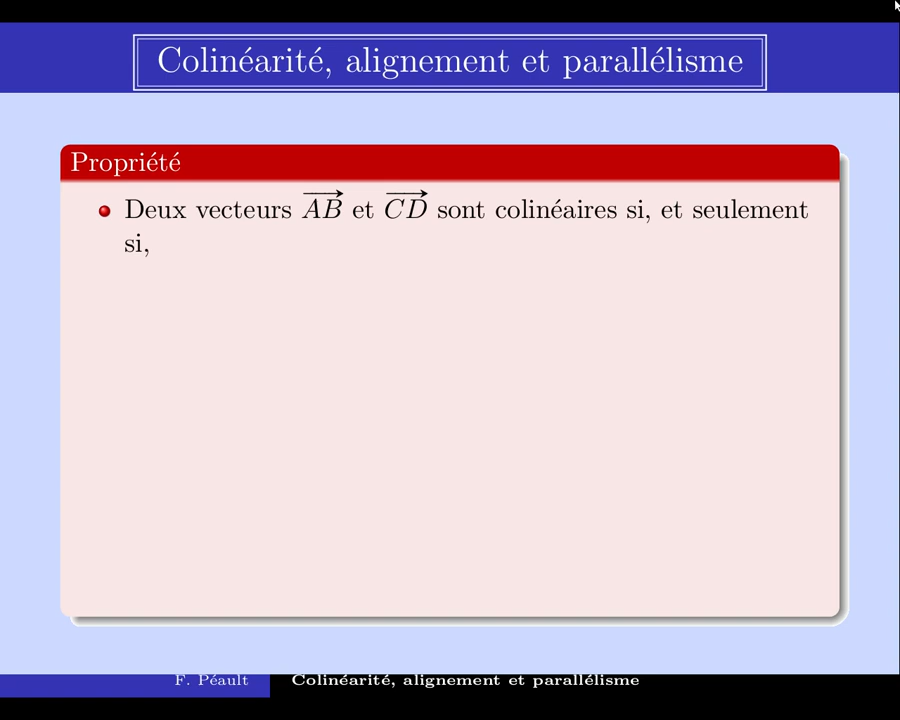 Colinéarité, alignement et parallélisme
Propriété
Deux vecteurs $\overrightarrow{AB}$ et $\overrightarrow{CD}$ sont colinéaires si, et seulement
si,
F. Péault Colinéarité, alignement et parallélisme